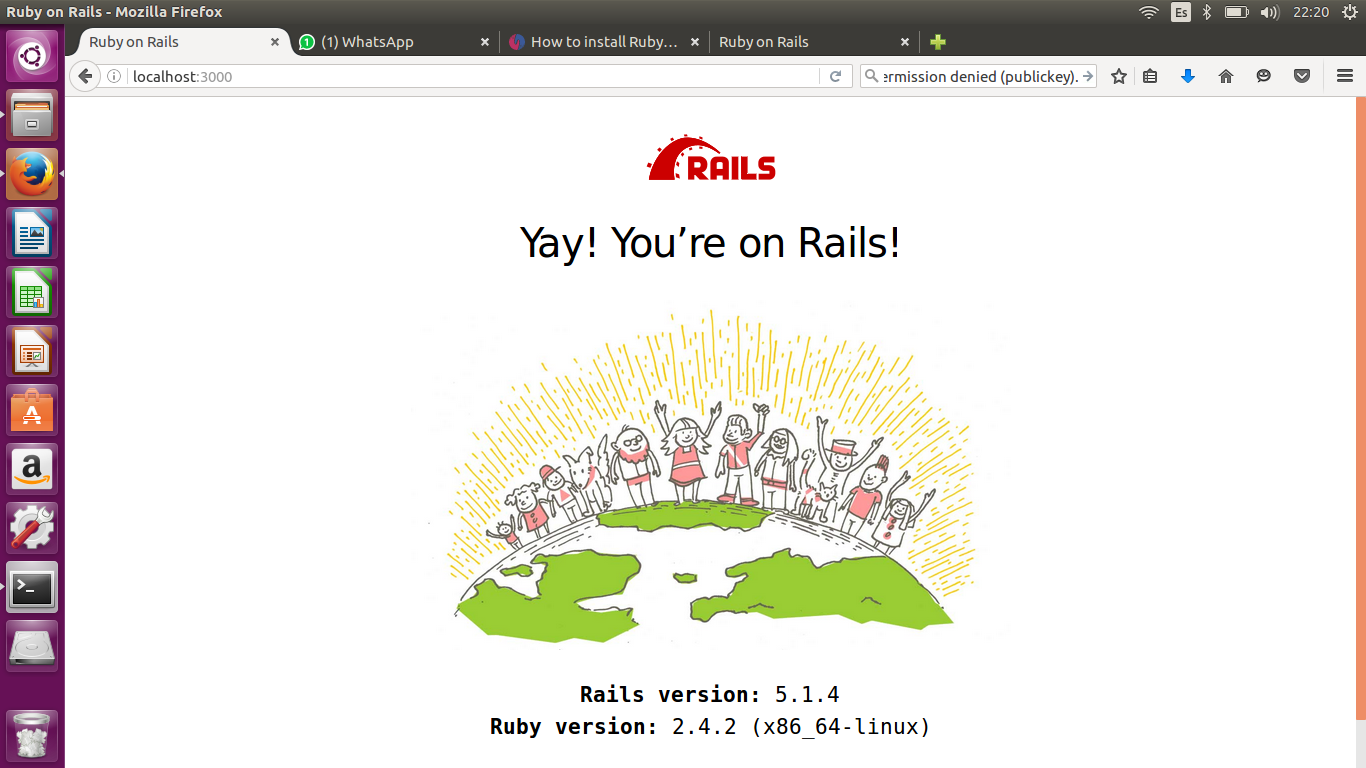 Ruby on Rails - Mozilla Firefox
Es
22:20
Ruby on Rails
1
(1) WhatsApp
How to install Ruby...
Ruby on Rails
localhost:3000
ermission denied (publickey).
RAILS
Yay! You’re on Rails!
a
Rails version: 5.1.4
Ruby version: 2.4.2 (x86_64-linux)